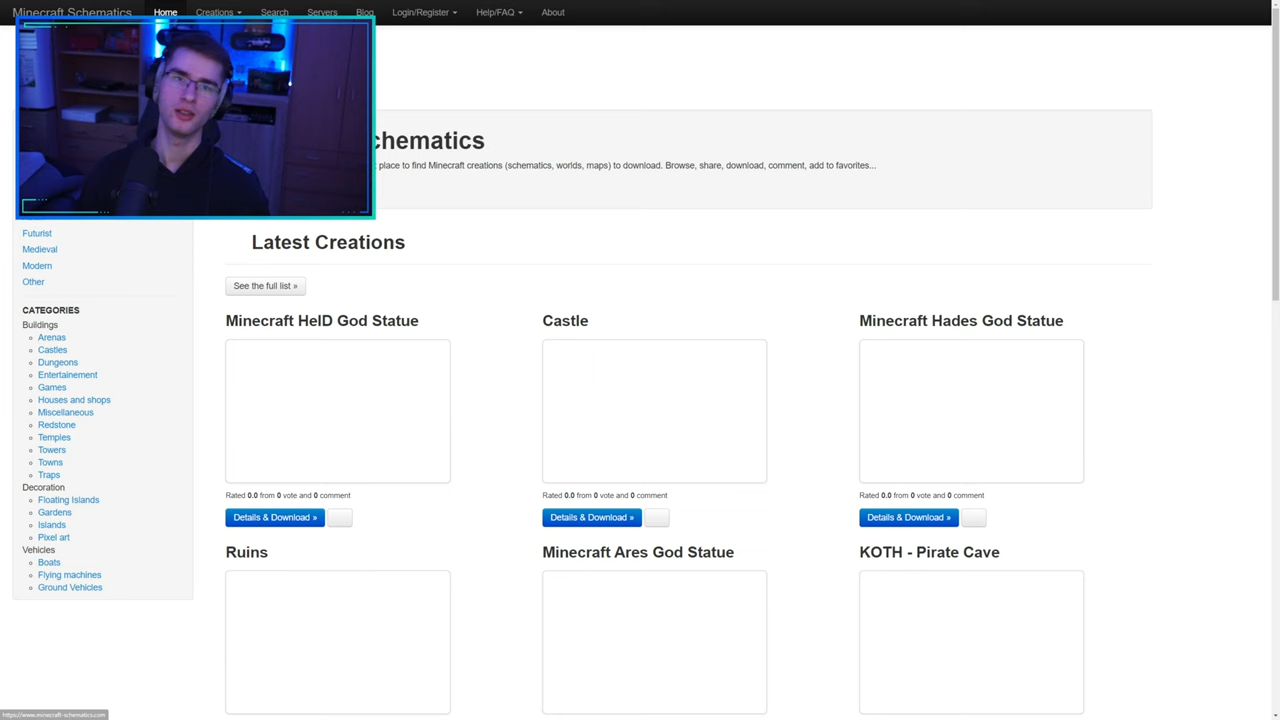 Minecraft Schematics Home Creations Search Servers Blog Login/Register Help/FAQ About
chematics
place to find Minecraft creations (schematics, worlds, maps) to download. Browse, share, download, comment, add to favorites...
Futurist
Medieval
Modern
Other
CATEGORIES
Buildings
Arenas
Castles
Dungeons
Entertainement
Games
Houses and shops
Miscellaneous
Redstone
Temples
Towers
Towns
Traps
Decoration
Floating Islands
Gardens
Islands
Pixel art
Vehicles
Boats
Flying machines
Ground Vehicles
Latest Creations
See the full list »
Minecraft HelD God Statue
Castle
Minecraft Hades God Statue
Rated 0.0 from 0 vote and 0 comment
Rated 0.0 from 0 vote and 0 comment
Rated 0.0 from 0 vote and 0 comment
Details & Download »
Details & Download »
Details & Download »
Ruins
Minecraft Ares God Statue
KOTH - Pirate Cave
https://www.minecraft-schematics.com